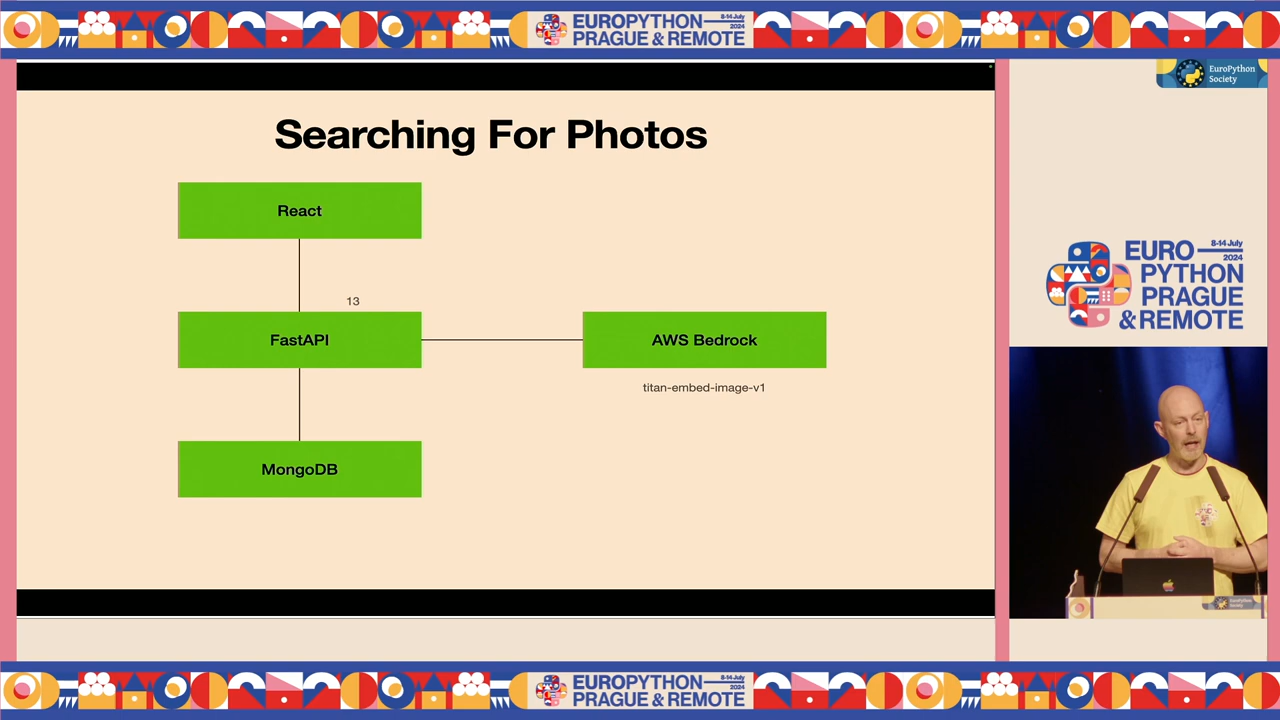 EUROPYTHON
8-14 July
2024
PRAGUE & REMOTE
EuroPython
Society
Searching For Photos
React
13
FastAPI
AWS Bedrock
titan-embed-image-v1
MongoDB
EURO
8-14 July
2024
PYTHON
PRAGUE
& REMOTE
EUROPYTHON
8-14 July
2024
PRAGUE & REMOTE